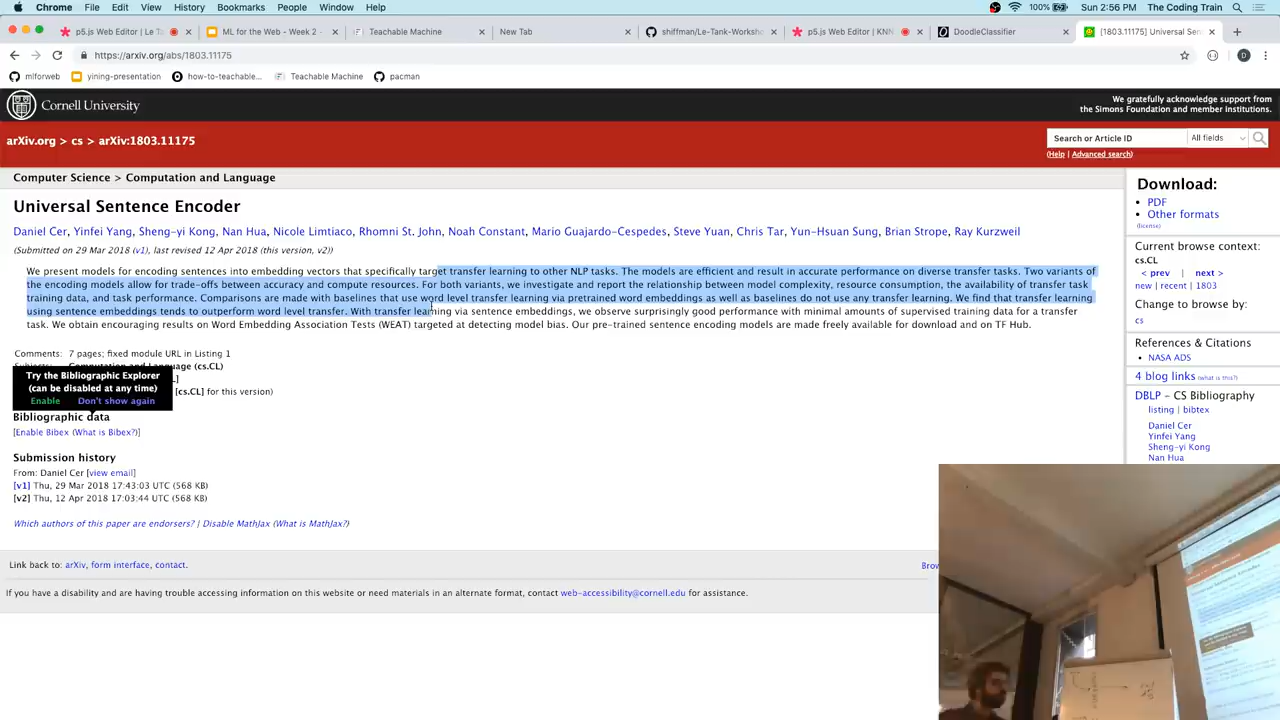 Chrome File Edit View History Bookmarks People Window Help 100% Sun 2:56 PM The Coding Train
p5.js Web Editor | Le Ta ML for the Web - Week 2 - Teachable Machine New Tab shiffman/Le-Tank-Worksho p5.js Web Editor | KNN DoodleClassifier [1803.11175] Universal Sen
https://arxiv.org/abs/1803.11175
mlforweb yining-presentation how-to-teachable... Teachable Machine pacman
Cornell University
We gratefully acknowledge support from
the Simons Foundation and member institutions.
arXiv.org > cs > arXiv:1803.11175
Search or Article ID All fields
(Help | Advanced search)
Computer Science > Computation and Language
Universal Sentence Encoder
Daniel Cer, Yinfei Yang, Sheng-yi Kong, Nan Hua, Nicole Limtiaco, Rhomni St. John, Noah Constant, Mario Guajardo-Cespedes, Steve Yuan, Chris Tar, Yun-Hsuan Sung, Brian Strope, Ray Kurzweil
(Submitted on 29 Mar 2018 (v1), last revised 12 Apr 2018 (this version, v2))
We present models for encoding sentences into embedding vectors that specifically target transfer learning to other NLP tasks. The models are efficient and result in accurate performance on diverse transfer tasks. Two variants of
the encoding models allow for trade-offs between accuracy and compute resources. For both variants, we investigate and report the relationship between model complexity, resource consumption, the availability of transfer task
training data, and task performance. Comparisons are made with baselines that use word level transfer learning via pretrained word embeddings as well as baselines do not use any transfer learning. We find that transfer learning
using sentence embeddings tends to outperform word level transfer. With transfer learning via sentence embeddings, we observe surprisingly good performance with minimal amounts of supervised training data for a transfer
task. We obtain encouraging results on Word Embedding Association Tests (WEAT) targeted at detecting model bias. Our pre-trained sentence encoding models are made freely available for download and on TF Hub.
Comments: 7 pages; fixed module URL in Listing 1
Computation and Language (cs.CL)
[cs.CL] for this version)
Try the Bibliographic Explorer
(can be disabled at any time)
Enable Don't show again
Bibliographic data
[Enable Bibex (What is Bibex?)]
Submission history
From: Daniel Cer [view email]
[v1] Thu, 29 Mar 2018 17:43:03 UTC (568 KB)
[v2] Thu, 12 Apr 2018 17:03:44 UTC (568 KB)
Which authors of this paper are endorsers? | Disable MathJax (What is MathJax?)
Link back to: arXiv, form interface, contact.
Brow
If you have a disability and are having trouble accessing information on this website or need materials in an alternate format, contact web-accessibility@cornell.edu for assistance.
Download:
PDF
Other formats
(license)
Current browse context:
cs.CL
< prev | next >
new | recent | 1803
Change to browse by:
cs
References & Citations
NASA ADS
4 blog links (what is this?)
DBLP - CS Bibliography
listing | bibtex
Daniel Cer
Yinfei Yang
Sheng-yi Kong
Nan Hua